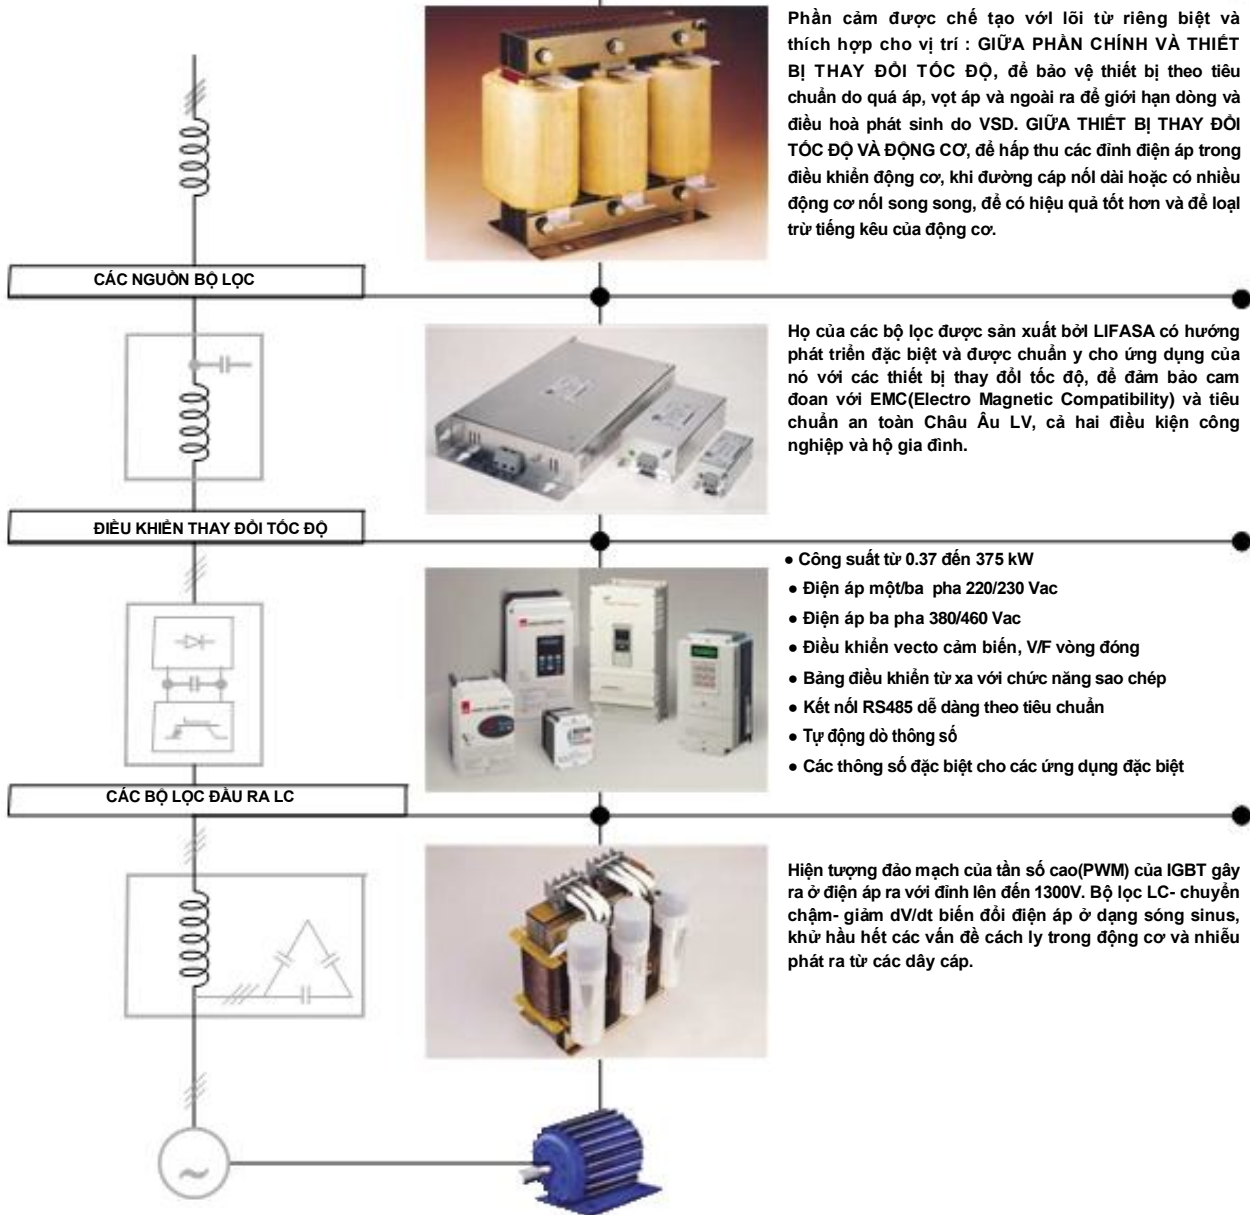 Phần cảm được chế tạo vớI lõi từ riêng biệt và
thích hợp cho vị trí : GIỮA PHẦN CHÍNH VÀ THIẾT
BỊ THAY ĐỔI TỐC ĐỘ, để bảo vệ thiết bị theo tiêu
chuẩn do quá áp, vọt áp và ngoài ra để giới hạn dòng và
điều hoà phát sinh do VSD. GIỮA THIẾT BỊ THAY ĐỔI
TỐC ĐỘ VÀ ĐỘNG CƠ, để hấp thu các đỉnh điện áp trong
điều khiển động cơ, khi đường cáp nối dài hoặc có nhiều
động cơ nốI song song, để có hiệu quả tốt hơn và để loạI
trừ tiếng kêu của động cơ.
CÁC NGUỒN BỘ LỌC
Họ của các bộ lọc được sản xuất bởI LIFASA có hướng
phát triển đặc biệt và được chuẩn y cho ứng dụng của
nó với các thiết bị thay đổI tốc độ, để đảm bảo cam
đoan với EMC(Electro Magnetic Compatibility) và tiêu
chuẩn an toàn Châu Âu LV, cả hai điều kiện công
nghiệp và hộ gia đình.
ĐIỀU KHIỂN THAY ĐỔI TỐC ĐỘ
● Công suất từ 0.37 đến 375 kW
● Điện áp một/ba pha 220/230 Vac
● Điện áp ba pha 380/460 Vac
● Điều khiển vecto cảm biến, V/F vòng đóng
● Bảng điều khiển từ xa với chức năng sao chép
● Kết nốI RS485 dễ dàng theo tiêu chuẩn
● Tự động dò thông số
● Các thông số đặc biệt cho các ứng dụng đặc biệt
CÁC BỘ LỌC ĐẦU RA LC
Hiện tượng đảo mạch của tần số cao(PWM) của IGBT gây
ra ở điện áp ra với đỉnh lên đến 1300V. Bộ lọc LC- chuyển
chậm- giảm dV/dt biến đổi điện áp ở dạng sóng sinus,
khử hầu hết các vấn đề cách ly trong động cơ và nhiễu
phát ra từ các dây cáp.